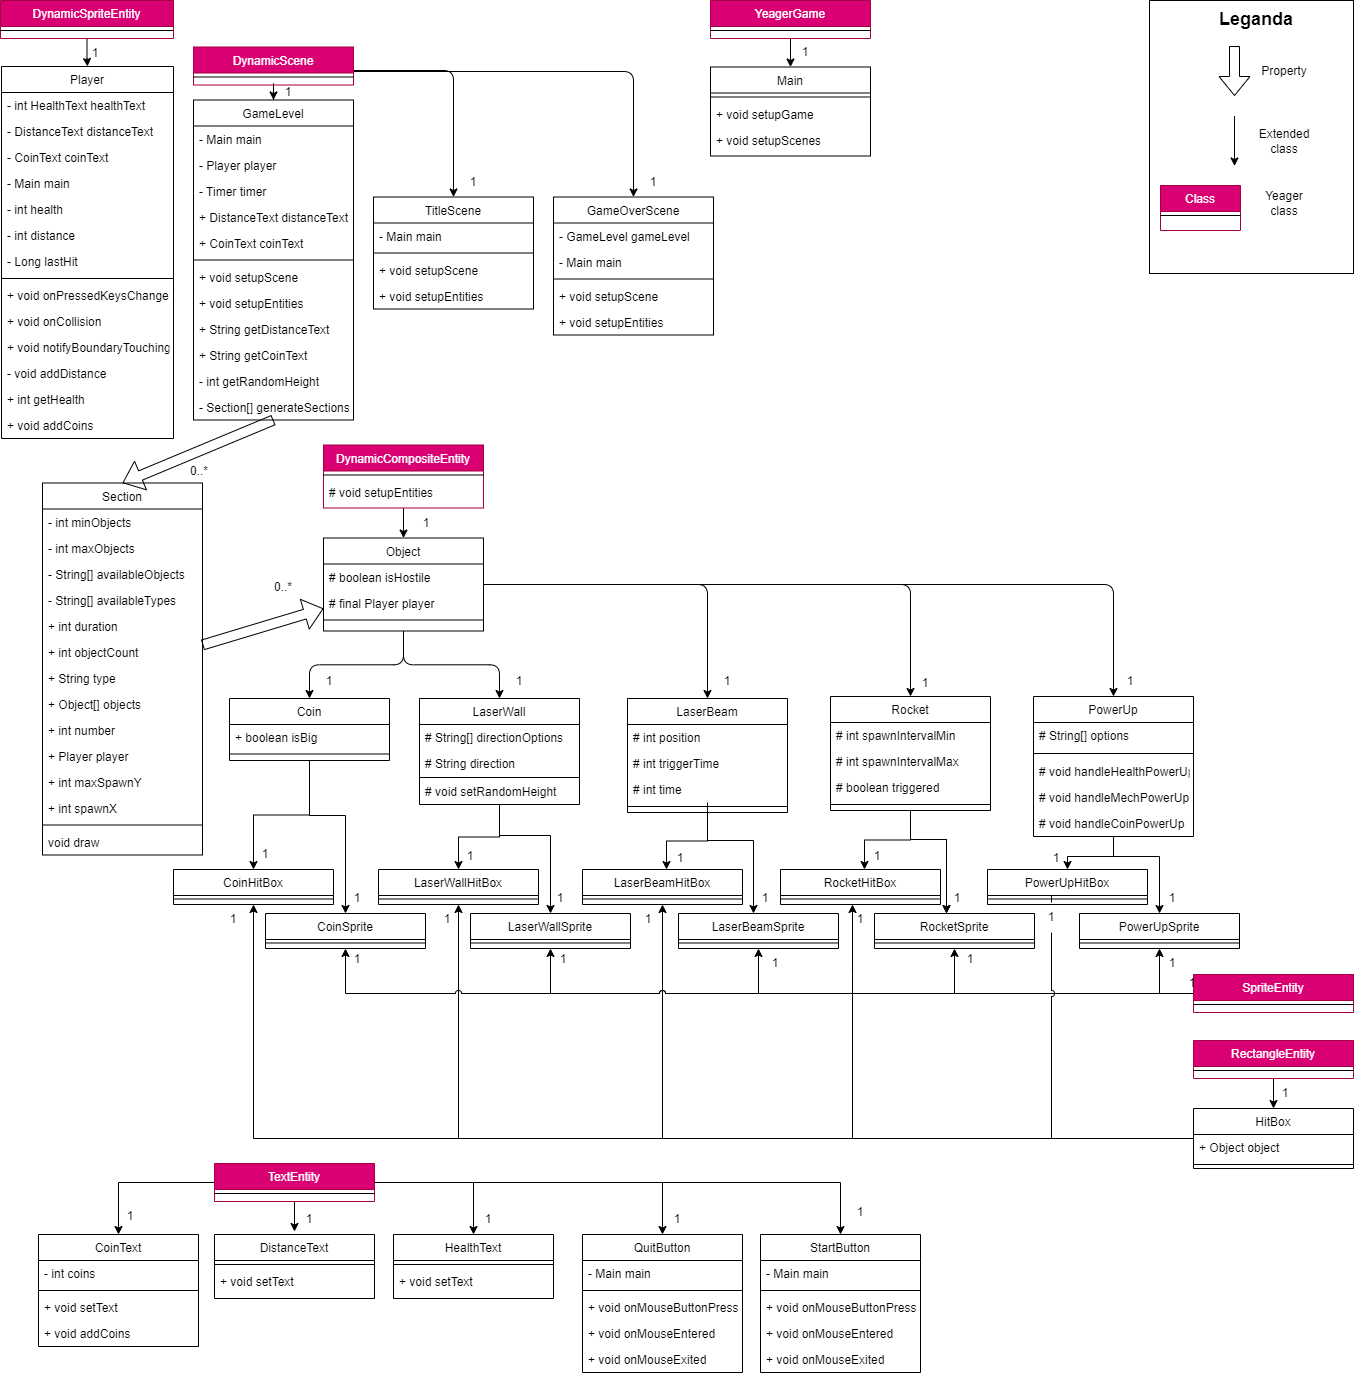 DynamicSpriteEntity
1
Player
- int HealthText healthText
- DistanceText distanceText
- CoinText coinText
- Main main
- int health
- int distance
- Long lastHit
+ void onPressedKeysChange
+ void onCollision
+ void notifyBoundaryTouching
- void addDistance
+ int getHealth
+ void addCoins
DynamicScene
1
GameLevel
- Main main
- Player player
- Timer timer
+ DistanceText distanceText
+ CoinText coinText
+ void setupScene
+ void setupEntities
+ String getDistanceText
+ String getCoinText
- int getRandomHeight
- Section[] generateSections
1
TitleScene
- Main main
+ void setupScene
+ void setupEntities
1
GameOverScene
- GameLevel gameLevel
- Main main
+ void setupScene
+ void setupEntities
YeagerGame
1
Main
+ void setupGame
+ void setupScenes
Leganda
Property
Extended
class
Class
Yeager
class
0..*
Section
- int minObjects
- int maxObjects
- String[] availableObjects
- String[] availableTypes
+ int duration
+ int objectCount
+ String type
+ Object[] objects
+ int number
+ Player player
+ int maxSpawnY
+ int spawnX
void draw
0..*
DynamicCompositeEntity
# void setupEntities
1
Object
# boolean isHostile
# final Player player
1
Coin
+ boolean isBig
1
LaserWall
# String[] directionOptions
# String direction
# void setRandomHeight
1
LaserBeam
# int position
# int triggerTime
# int time
1
Rocket
# int spawnIntervalMin
# int spawnIntervalMax
# boolean triggered
1
PowerUp
# String[] options
# void handleHealthPowerUp
# void handleMechPowerUp
# void handleCoinPowerUp
1
CoinHitBox
1
1
CoinSprite
1
1
LaserWallHitBox
1
1
LaserWallSprite
1
1
LaserBeamHitBox
1
1
LaserBeamSprite
1
1
RocketHitBox
1
1
RocketSprite
1
1
PowerUpHitBox
1
1
PowerUpSprite
1
1
SpriteEntity
RectangleEntity
1
HitBox
+ Object object
TextEntity
1
CoinText
- int coins
+ void setText
+ void addCoins
1
DistanceText
+ void setText
1
HealthText
+ void setText
1
QuitButton
- Main main
+ void onMouseButtonPress
+ void onMouseEntered
+ void onMouseExited
1
StartButton
- Main main
+ void onMouseButtonPress
+ void onMouseEntered
+ void onMouseExited